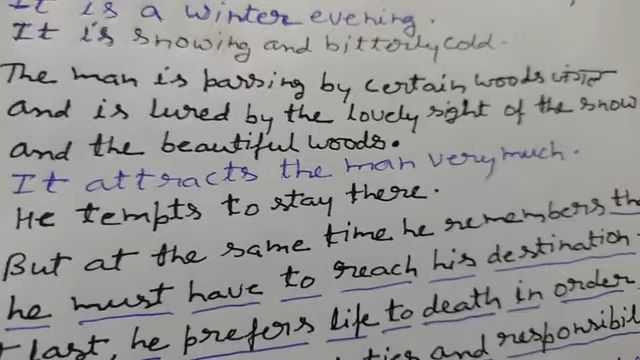 It is a winter evening.
It is snowing and bitterly cold.
The man is passing by certain woods
and is lured by the lovely sight of the snow
and the beautiful woods.
It attracts the man very much.
He tempts to stay there.
But at the same time he remembers
he must have to reach his destination
last, he prefers life to death in order
and